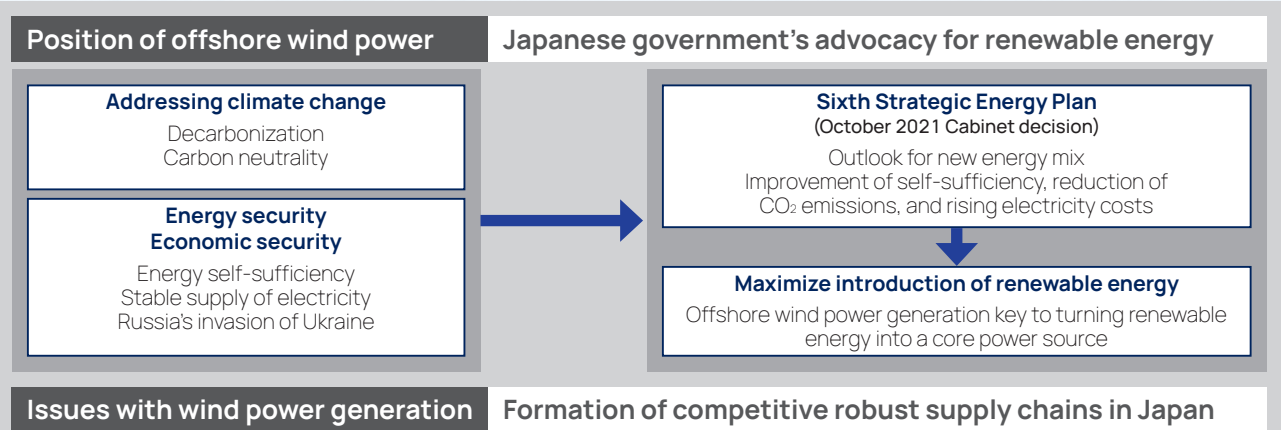 Position of offshore wind power
Japanese government's advocacy for renewable energy
Addressing climate change
Decarbonization
Carbon neutrality
Energy security
Economic security
Energy self-sufficiency
Stable supply of electricity
Russia's invasion of Ukraine
Sixth Strategic Energy Plan
(October 2021 Cabinet decision)
Outlook for new energy mix
Improvement of self-sufficiency, reduction of
CO₂ emissions, and rising electricity costs
Maximize introduction of renewable energy
Offshore wind power generation key to turning renewable
energy into a core power source
Issues with wind power generation
Formation of competitive robust supply chains in Japan